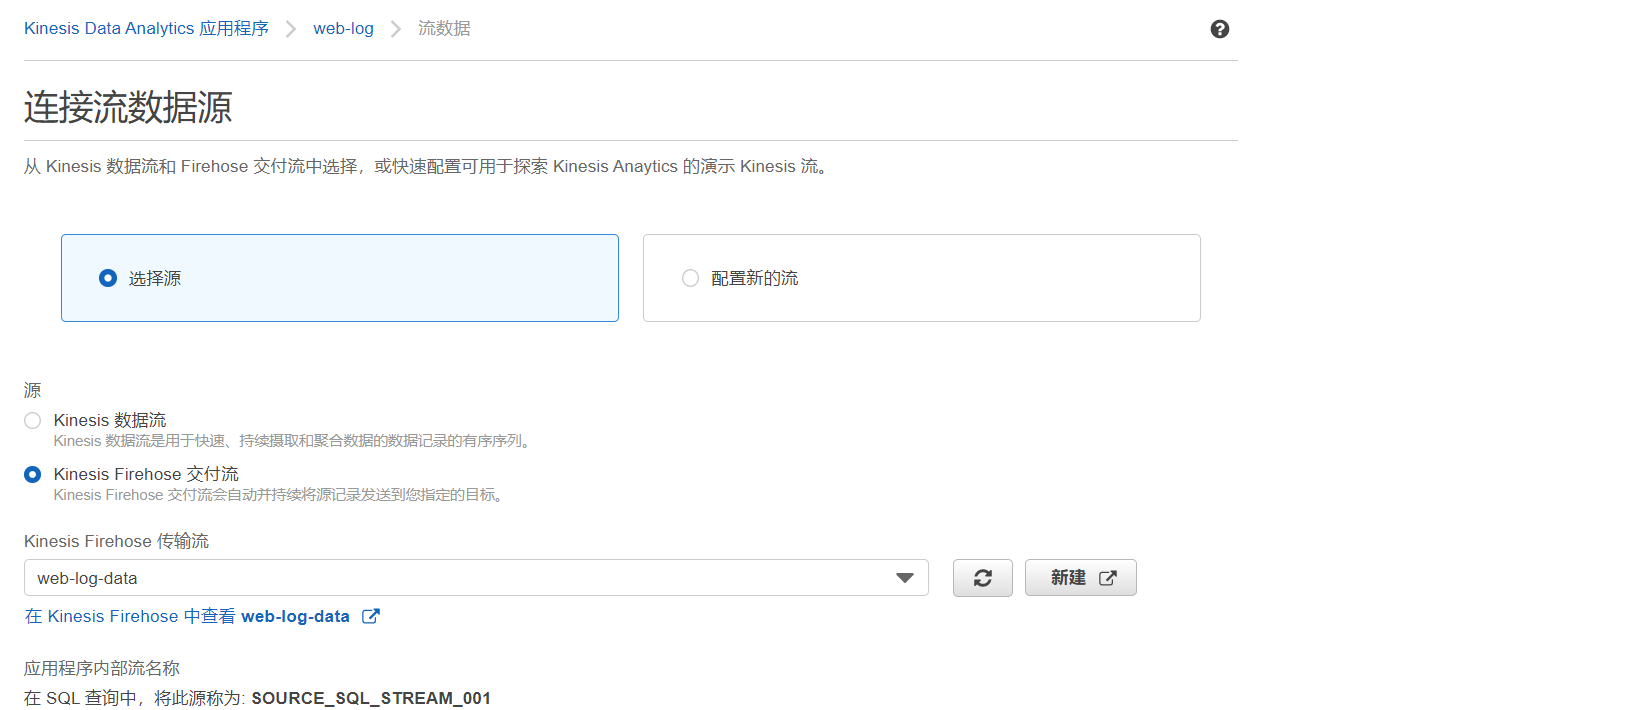 Kinesis Data Analytics 应用程序 web-log 流数据
连接流数据源
从 Kinesis 数据流和 Firehose 交付流中选择，或快速配置可用于探索 Kinesis Anaytics 的演示 Kinesis 流。
选择源 配置新的流
源
Kinesis 数据流
Kinesis 数据流是用于快速、持续摄取和聚合数据的数据记录的有序序列。
Kinesis Firehose 交付流
Kinesis Firehose 交付流会自动并持续将源记录发送到您指定的目标。
Kinesis Firehose 传输流
web-log-data 新建
在 Kinesis Firehose 中查看 web-log-data
应用程序内部流名称
在 SQL 查询中，将此源称为: SOURCE_SQL_STREAM_001